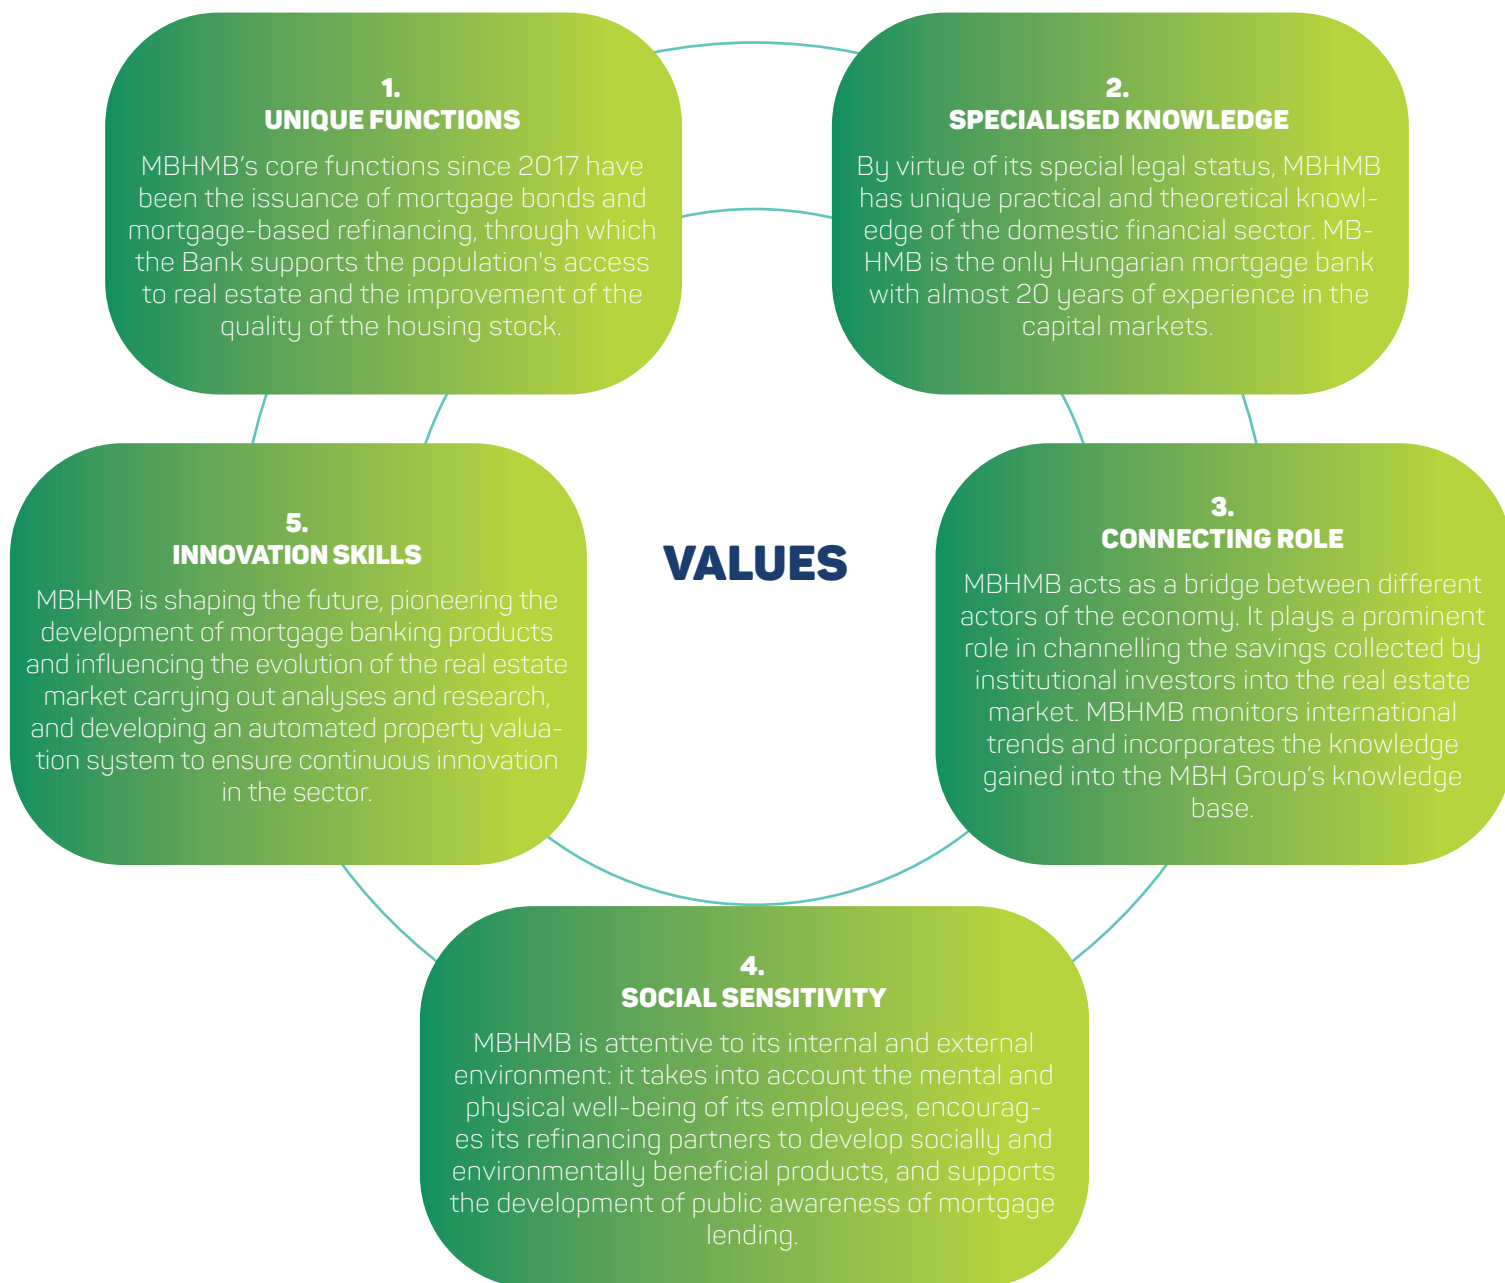 1.
UNIQUE FUNCTIONS
MBHMB's core functions since 2017 have
been the issuance of mortgage bonds and
mortgage-based refinancing, through which
the Bank supports the population's access
to real estate and the improvement of the
quality of the housing stock.
2.
SPECIALISED KNOWLEDGE
By virtue of its special legal status, MBHMB
has unique practical and theoretical knowl-
edge of the domestic financial sector. MB-
HMB is the only Hungarian mortgage bank
with almost 20 years of experience in the
capital markets.
VALUES
3.
CONNECTING ROLE
MBHMB acts as a bridge between different
actors of the economy. It plays a prominent
role in channelling the savings collected by
institutional investors into the real estate
market. MBHMB monitors international
trends and incorporates the knowledge
gained into the MBH Group's knowledge
base.
4.
SOCIAL SENSITIVITY
MBHMB is attentive to its internal and external
environment: it takes into account the mental and
physical well-being of its employees, encourag-
es its refinancing partners to develop socially and
environmentally beneficial products, and supports
the development of public awareness of mortgage
lending.
5.
INNOVATION SKILLS
MBHMB is shaping the future, pioneering the
development of mortgage banking products
and influencing the evolution of the real estate
market carrying out analyses and research,
and developing an automated property valua-
tion system to ensure continuous innovation
in the sector.